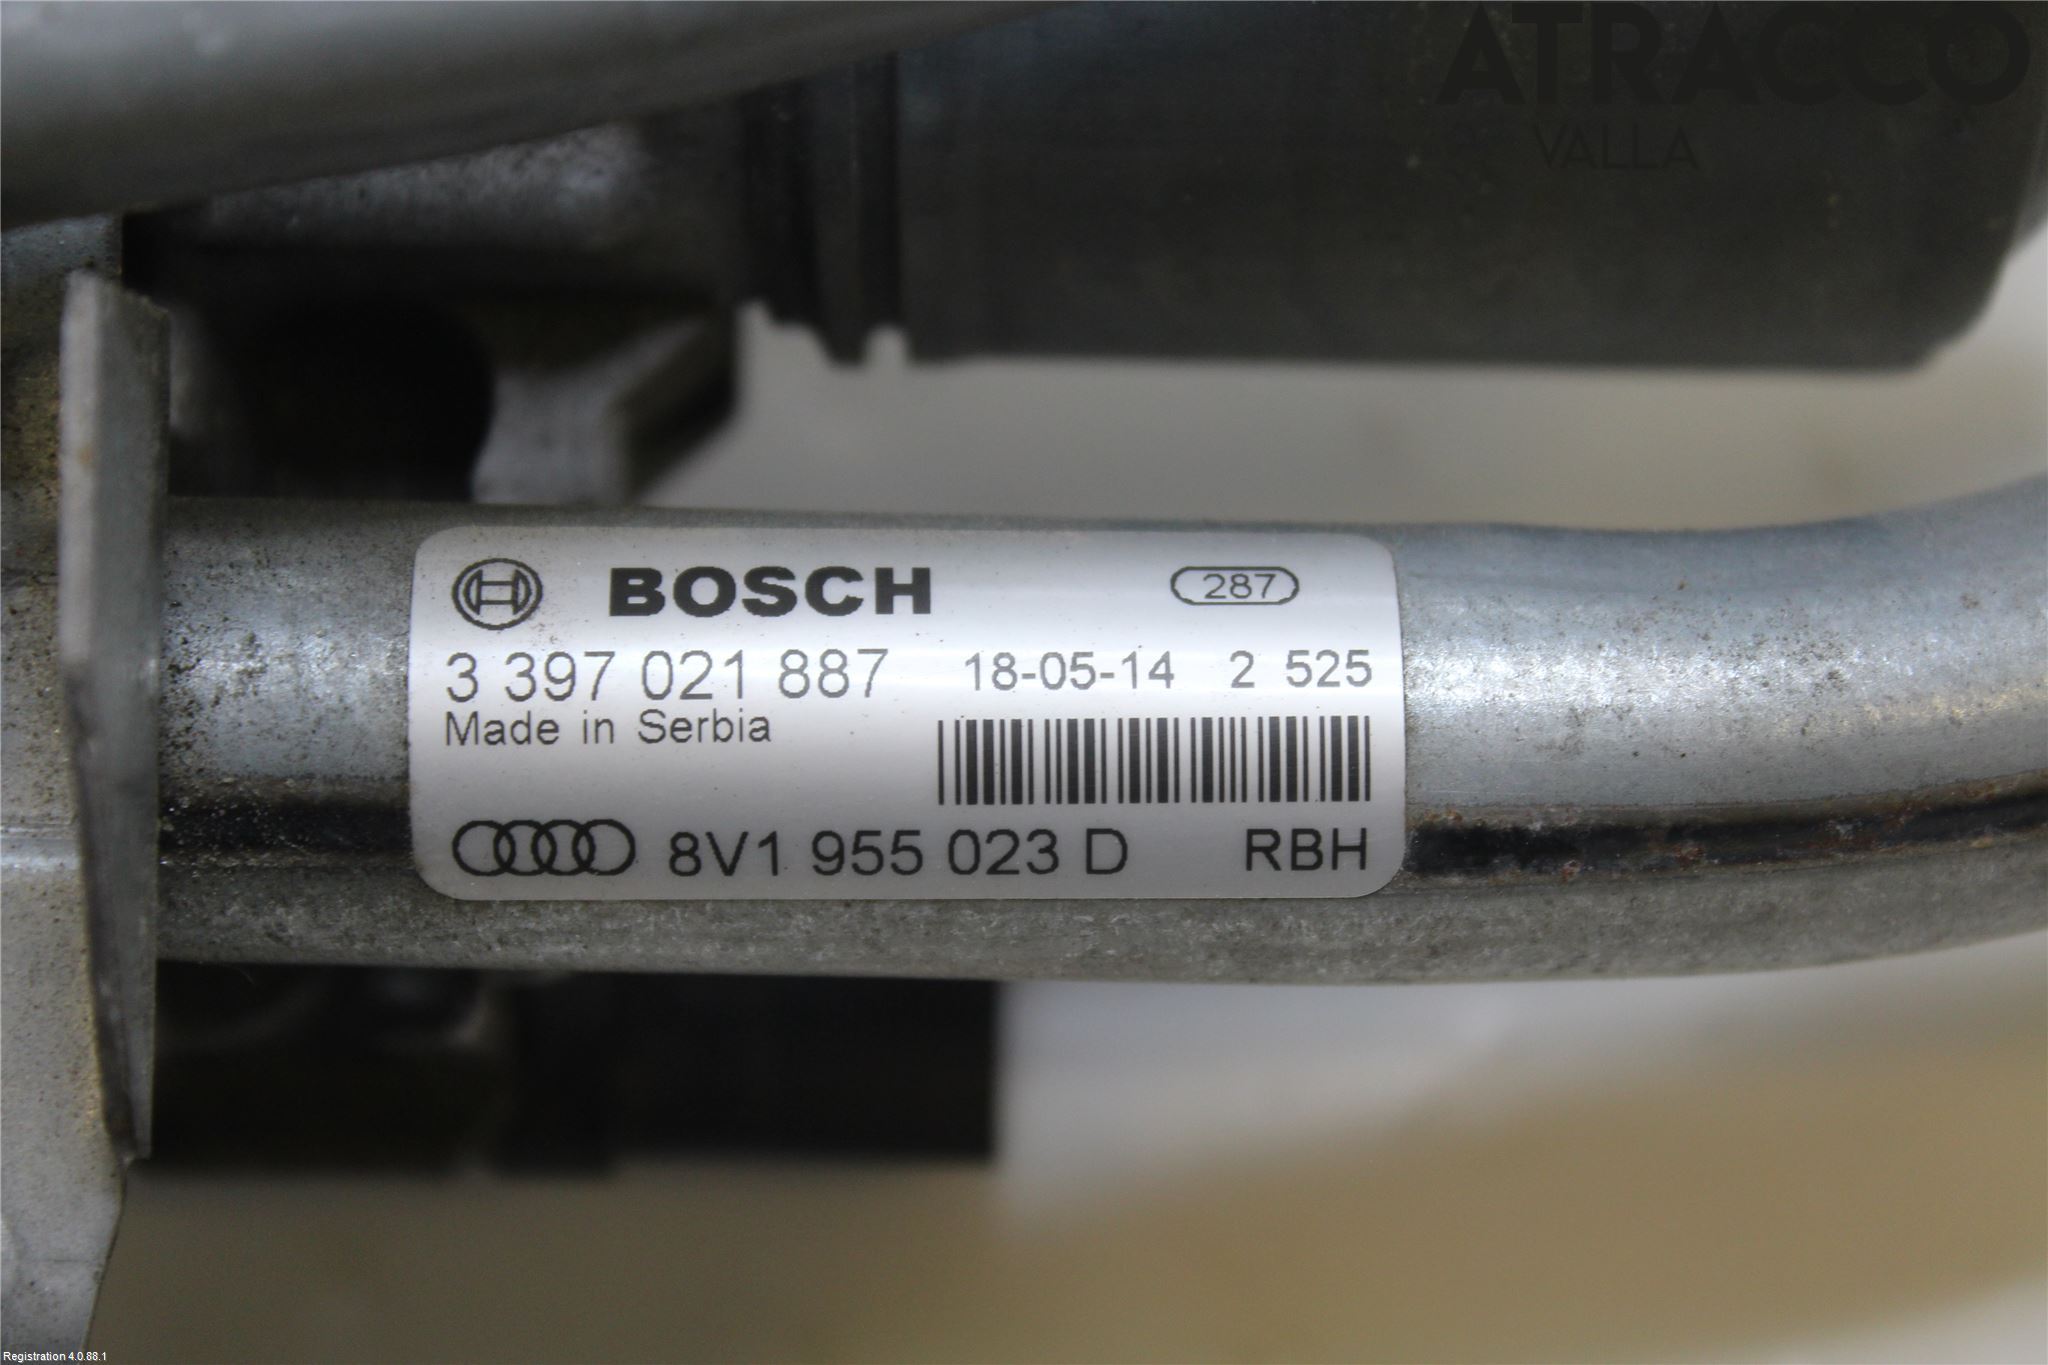 ATRACCO
VALLA
BOSCH 287
3 397 021 887 18-05-14 2 525
Made in Serbia
8V1 955 023 D RBH
Registration 4.0.88.1